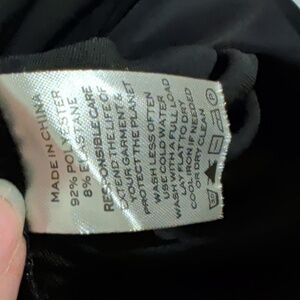 MADE IN CHINA
92% POLYESTER
8% ELASTANE
RESPONSIBLE CARE
EXTEND THE LIFE OF
YOUR GARMENT &
PROTECT THE PLANET
WASH LESS OFTEN
USE COLD WATER
WASH WITH FULL LOAD
LAY FLAT TO DRY
COOL IRON IF NEEDED
OR DRY CLEAN